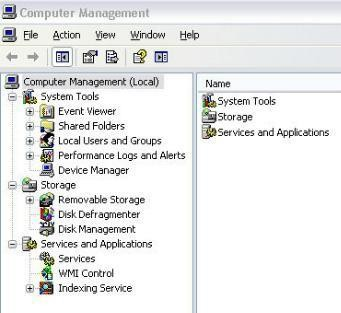 Computer Management
File Action View Window Help
Computer Management (Local)
System Tools
Event Viewer
Shared Folders
Local Users and Groups
Performance Logs and Alerts
Device Manager
Storage
Removable Storage
Disk Defragmenter
Disk Management
Services and Applications
Services
WMI Control
Indexing Service
Name
System Tools
Storage
Services and Applications